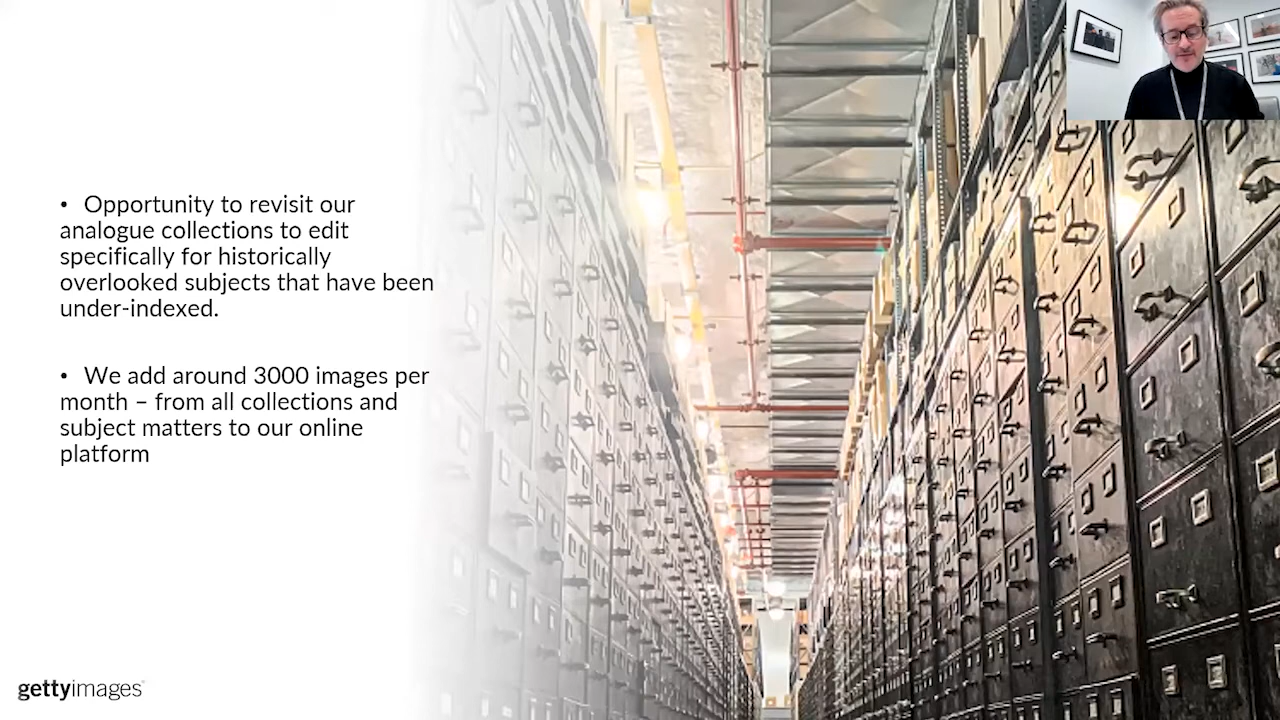 • Opportunity to revisit our
analogue collections to edit
specifically for historically
overlooked subjects that have been
under-indexed.
• We add around 3000 images per
month – from all collections and
subject matters to our online
platform
gettyimages®